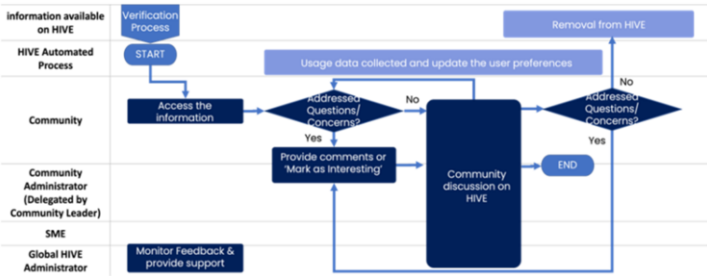 information available
on HIVE
Verification
Process
Removal from HIVE
HIVE Automated
Process
START
Usage data collected and update the user preferences
No
Community
Access the
information
Addressed
Questions/
Concerns?
No
Yes
Addressed
Questions/
Concerns?
Yes
Provide comments or
'Mark as Interesting'
Community
discussion on
HIVE
END
Community
Administrator
(Delegated by
Community Leader)
SME
Global HIVE
Administrator
Monitor Feedback &
provide support